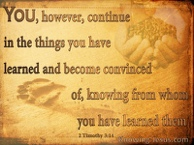 YOU, however, continue
in the things you have
learned and become convinced
of, knowing from whom
you have learned them
2 Timothy 3:14